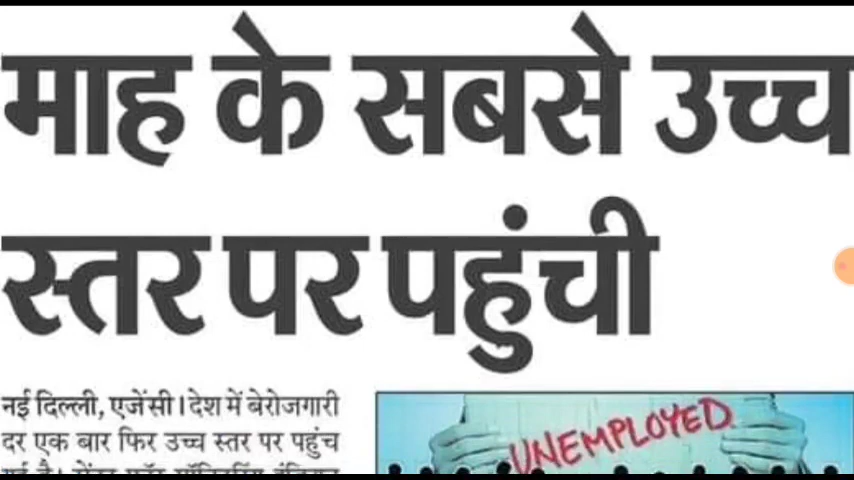 माह के सबसे उच्च
स्तर पर पहुंची
नई दिल्ली, एजेंसी। देश में बेरोजगारी
दर एक बार फिर उच्च स्तर पर पहुंच
UNEMPLOYED